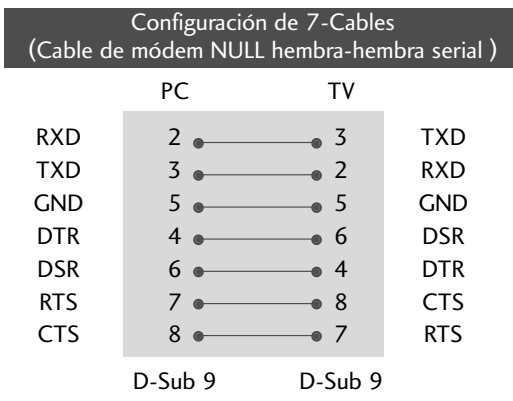 Configuración de 7-Cables
(Cable de módem NULL hembra-hembra serial )
PC TV
RXD 2 3 TXD
TXD 3 2 RXD
GND 5 5 GND
DTR 4 6 DSR
DSR 6 4 DTR
RTS 7 8 CTS
CTS 8 7 RTS
D-Sub 9 D-Sub 9